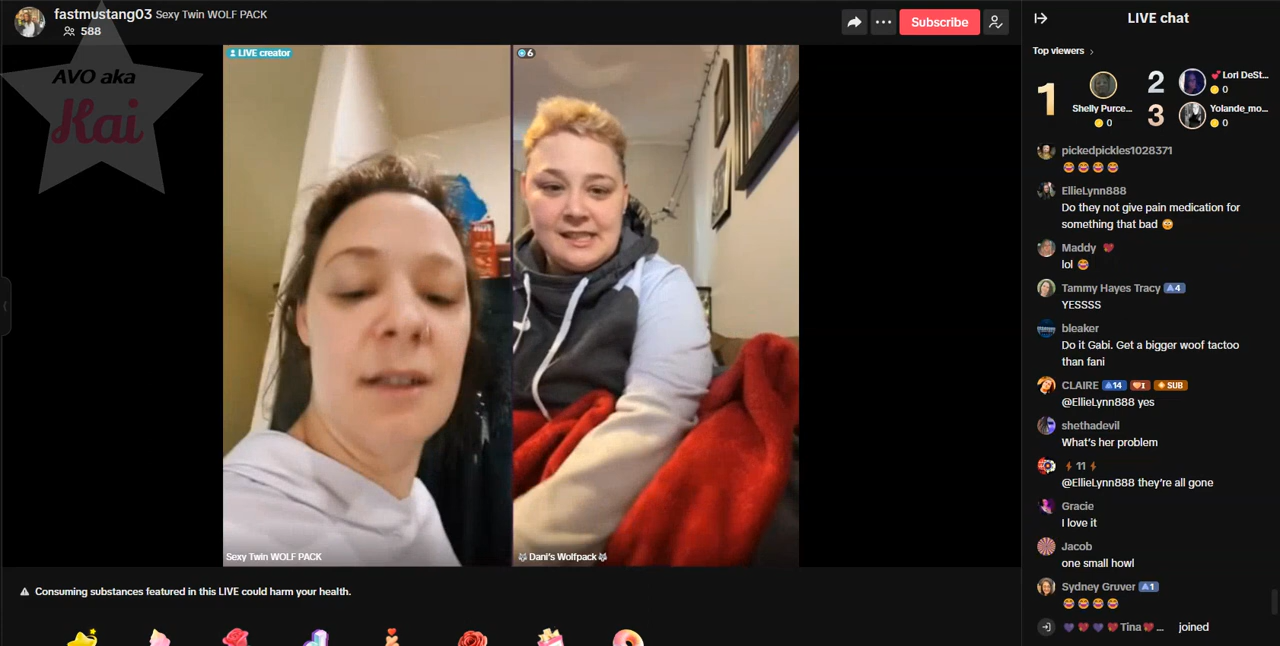 fastmustang03 Sexy Twin WOLF PACK
588
Subscribe
AVO aka
Kai
LIVE creator
6
Sexy Twin WOLF PACK
Dani's Wolfpack
Consuming substances featured in this LIVE could harm your health.
LIVE chat
Top viewers
1
Shelly Purce...
0
2
Lori DeSt...
0
3
Yolande_mo...
0
pickedpickles1028371
EllieLynn888
Do they not give pain medication for
something that bad
Maddy
lol
Tammy Hayes Tracy 4
YESSSS
bleaker
Do it Gabi. Get a bigger woof tactoo
than fani
CLAIRE 14 I SUB
@EllieLynn888 yes
shethadevil
What's her problem
11
@EllieLynn888 they're all gone
Gracie
I love it
Jacob
one small howl
Sydney Gruver 1
Tina ... joined